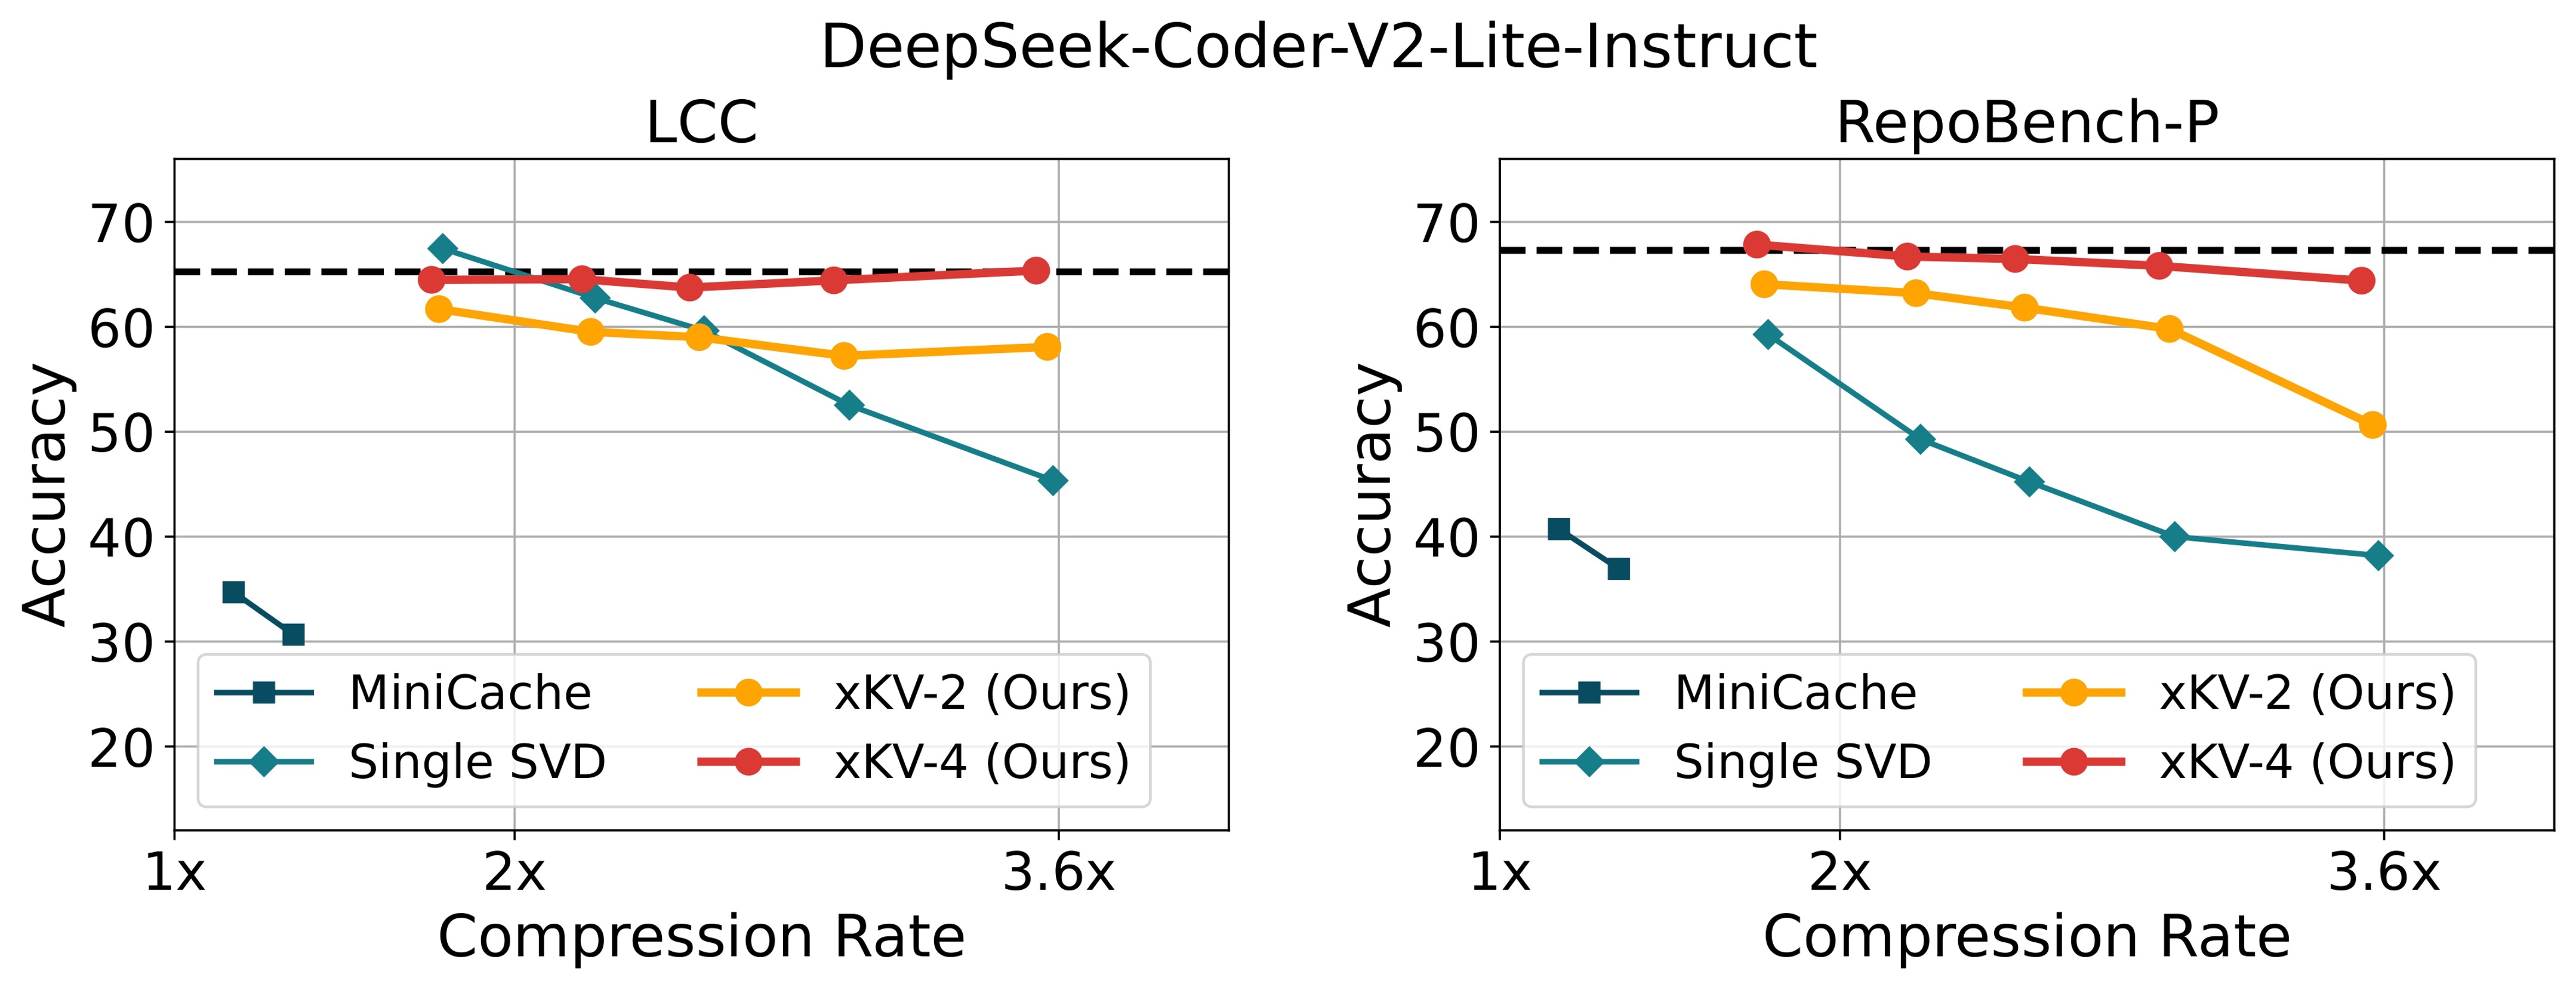 DeepSeek-Coder-V2-Lite-Instruct
LCC
70
60
50
40
30
20
Accuracy
MiniCache
Single SVD
xKV-2 (Ours)
xKV-4 (Ours)
1x
2x
3.6x
Compression Rate
RepoBench-P
70
60
50
40
30
20
Accuracy
MiniCache
Single SVD
xKV-2 (Ours)
xKV-4 (Ours)
1x
2x
3.6x
Compression Rate